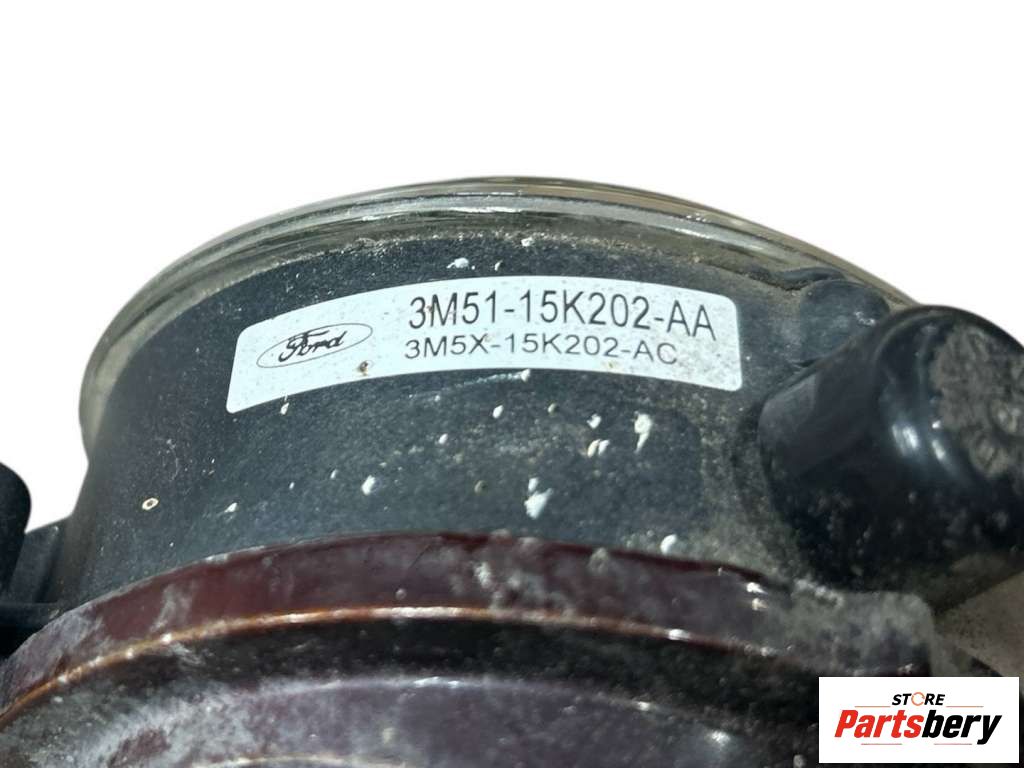 Ford
3M51-15K202-AA
3M5X-15K202-AC
STORE
Partsbery